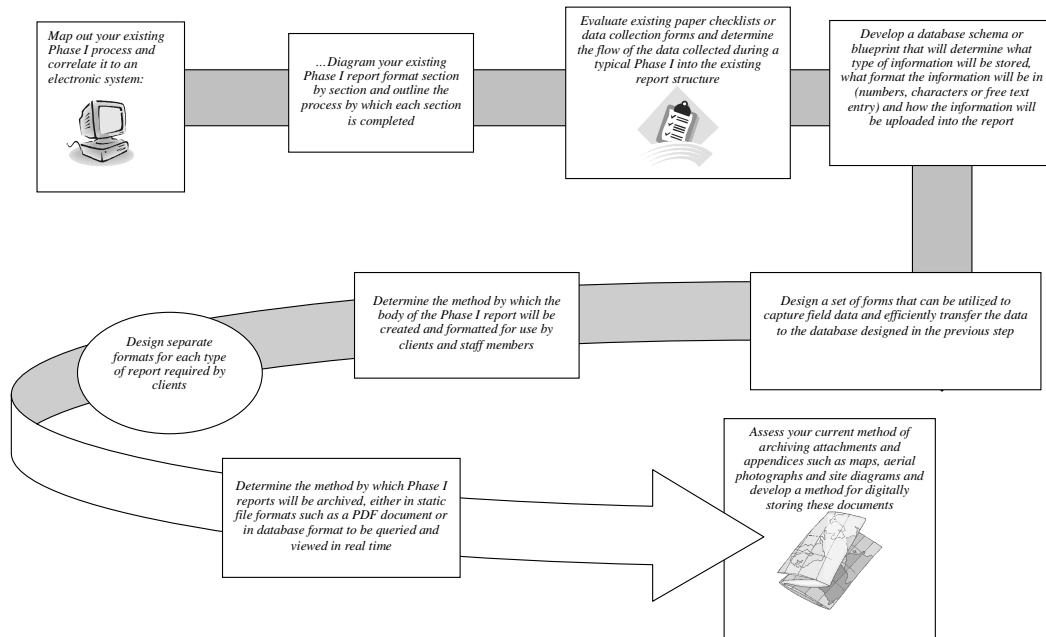 Map out your existing
Phase I process and
correlate it to an
electronic system:
…Diagram your existing
Phase I report format section
by section and outline the
process by which each section
is completed
Evaluate existing paper checklists or
data collection forms and determine
the flow of the data collected during a
typical Phase I into the existing
report structure
Develop a database schema or
blueprint that will determine what
type of information will be stored,
what format the information will be in
(numbers, characters or free text
entry) and how the information will
be uploaded into the report
Design a set of forms that can be utilized to
capture field data and efficiently transfer the data
to the database designed in the previous step
Determine the method by which the
body of the Phase I report will be
created and formatted for use by
clients and staff members
Design separate
formats for each type
of report required by
clients
Determine the method by which Phase I
reports will be archived, either in static
file formats such as a PDF document or
in database format to be queried and
viewed in real time
Assess your current method of
archiving attachments and
appendices such as maps, aerial
photographs and site diagrams and
develop a method for digitally
storing these documents